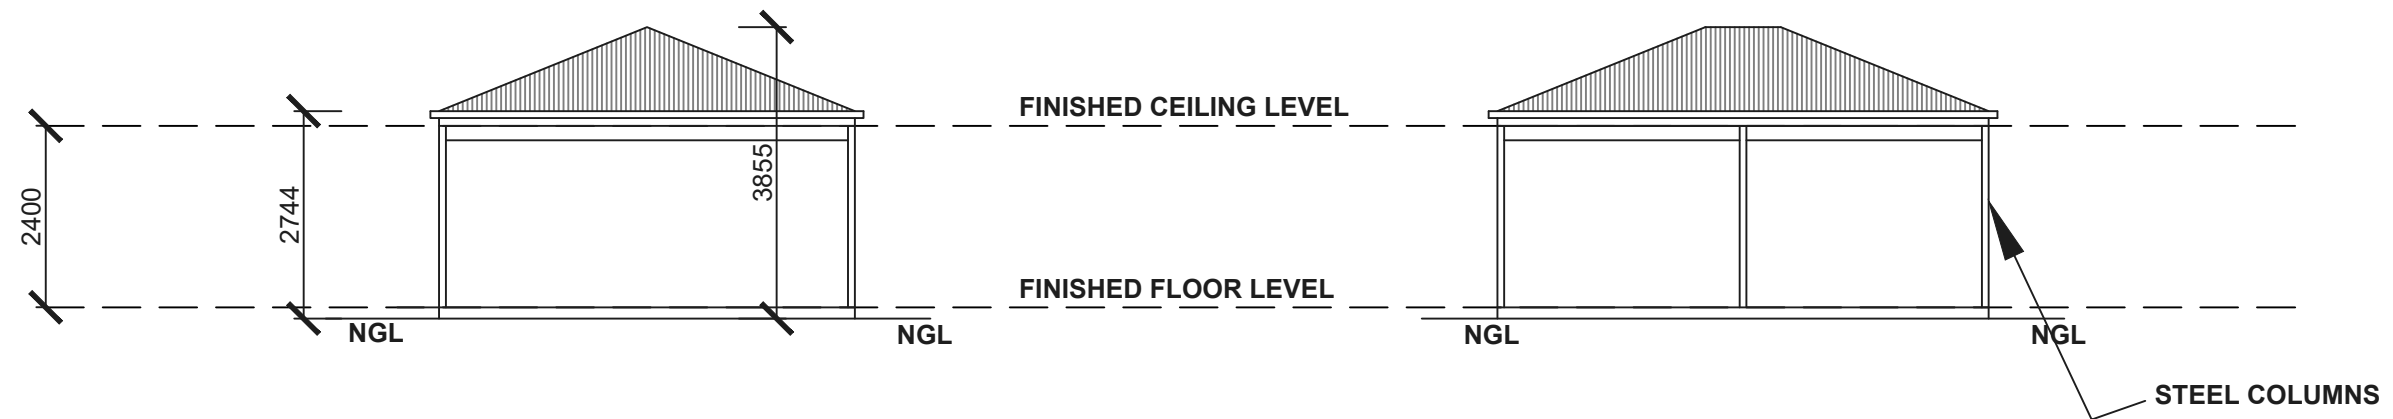 3855
FINISHED CEILING LEVEL
2400
2744
FINISHED FLOOR LEVEL
NGL
NGL
NGL
NGL
STEEL COLUMNS